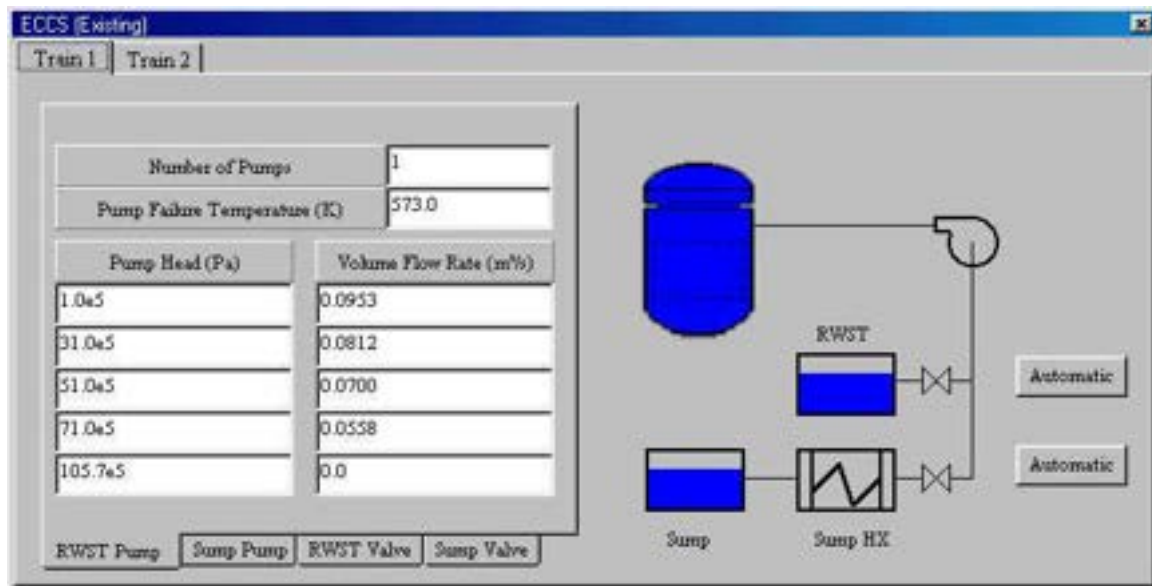 ECCS (Existing)
Train 1 Train 2
Number of Pumps 1
Pump Failure Temperature (K) 573.0
Pump Head (Pa) Volume Flow Rate (m³/s)
1.0e5 0.0953
31.0e5 0.0812
51.0e5 0.0700
71.0e5 0.0558
105.7e5 0.0
RWST Pump Sump Pump RWST Valve Sump Valve
RWST
Automatic
Automatic
Sump Sump HX